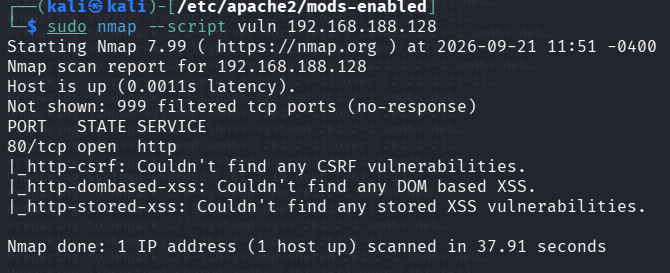 ┌──(kali㉿kali)-[/etc/apache2/mods-enabled]
└─$ sudo nmap --script vuln 192.168.188.128
Starting Nmap 7.99 ( https://nmap.org ) at 2026-09-21 11:51 -0400
Nmap scan report for 192.168.188.128
Host is up (0.0011s latency).
Not shown: 999 filtered tcp ports (no-response)
PORT   STATE SERVICE
80/tcp open  http
|_http-csrf: Couldn't find any CSRF vulnerabilities.
|_http-dombased-xss: Couldn't find any DOM based XSS.
|_http-stored-xss: Couldn't find any stored XSS vulnerabilities.
Nmap done: 1 IP address (1 host up) scanned in 37.91 seconds